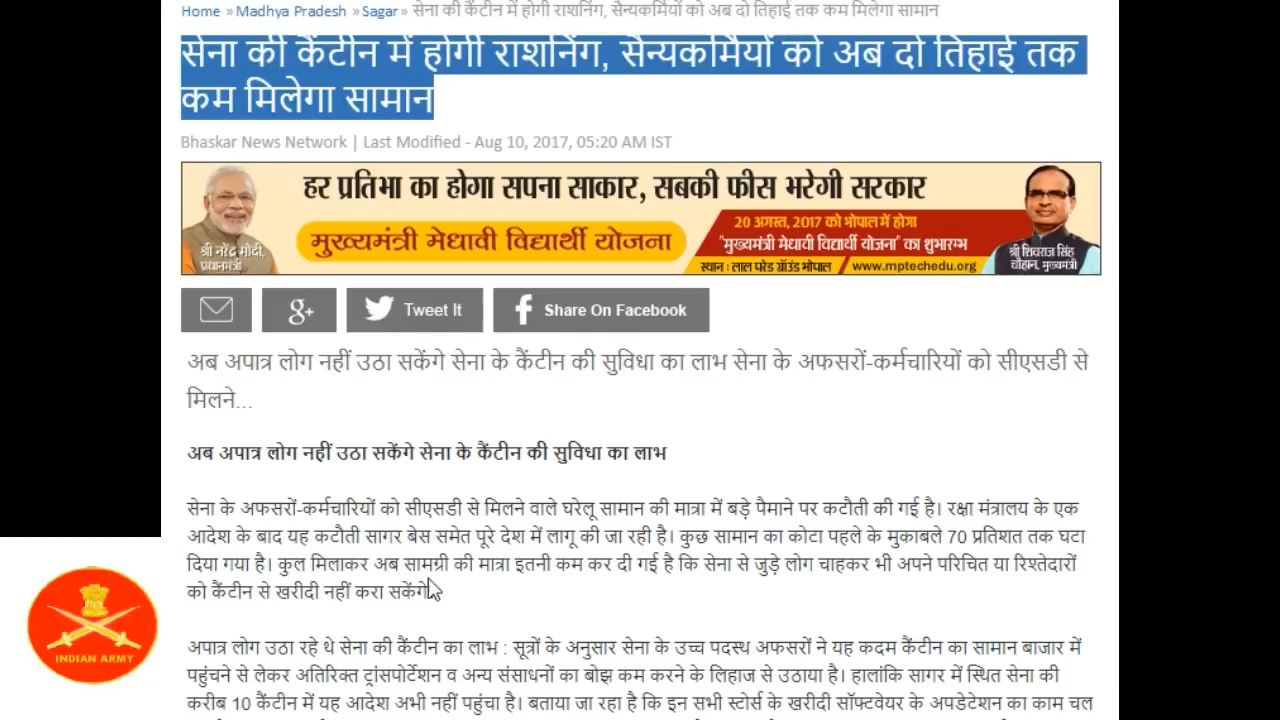 Home » Madhya Pradesh » Sagar » सेना की कैंटीन में होगी राशनिंग, सैन्यकर्मियों को अब दो तिहाई तक कम मिलेगा सामान
सेना की कैंटीन में होगी राशनिंग, सैन्यकर्मियों को अब दो तिहाई तक
कम मिलेगा सामान
Bhaskar News Network | Last Modified - Aug 10, 2017, 05:20 AM IST
हर प्रतिभा का होगा सपना साकार, सबकी फीस भरेगी सरकार
मुख्यमंत्री मेधावी विद्यार्थी योजना
20 अगस्त, 2017 को भोपाल में होगा
"मुख्यमंत्री मेधावी विद्यार्थी योजना" का शुभारम्भ
स्थान : लाल परेड ग्राउंड भोपाल www.mptechedu.org
श्री नरेंद्र मोदी,
प्रधानमंत्री
श्री शिवराज सिंह
चौहान, मुख्यमंत्री
g+ Tweet It Share On Facebook
अब अपात्र लोग नहीं उठा सकेंगे सेना के कैंटीन की सुविधा का लाभ सेना के अफसरों-कर्मचारियों को सीएसडी से
मिलने...
अब अपात्र लोग नहीं उठा सकेंगे सेना के कैंटीन की सुविधा का लाभ
सेना के अफसरों-कर्मचारियों को सीएसडी से मिलने वाले घरेलू सामान की मात्रा में बड़े पैमाने पर कटौती की गई है। रक्षा मंत्रालय के एक
आदेश के बाद यह कटौती सागर बेस समेत पूरे देश में लागू की जा रही है। कुछ सामान का कोटा पहले के मुकाबले 70 प्रतिशत तक घटा
दिया गया है। कुल मिलाकर अब सामग्री की मात्रा इतनी कम कर दी गई है कि सेना से जुड़े लोग चाहकर भी अपने परिचित या रिश्तेदारों
को कैंटीन से खरीदी नहीं करा सकेंगे
अपात्र लोग उठा रहे थे सेना की कैंटीन का लाभ : सूत्रों के अनुसार सेना के उच्च पदस्थ अफसरों ने यह कदम कैंटीन का सामान बाजार में
पहुंचने से लेकर अतिरिक्त ट्रांसपोर्टेशन व अन्य संसाधनों का बोझ कम करने के लिहाज से उठाया है। हालांकि सागर में स्थित सेना की
करीब 10 कैंटीन में यह आदेश अभी नहीं पहुंचा है। बताया जा रहा है कि इन सभी स्टोर्स के खरीदी सॉफ्टवेयर के अपडेटेशन का काम चल
INDIAN ARMY